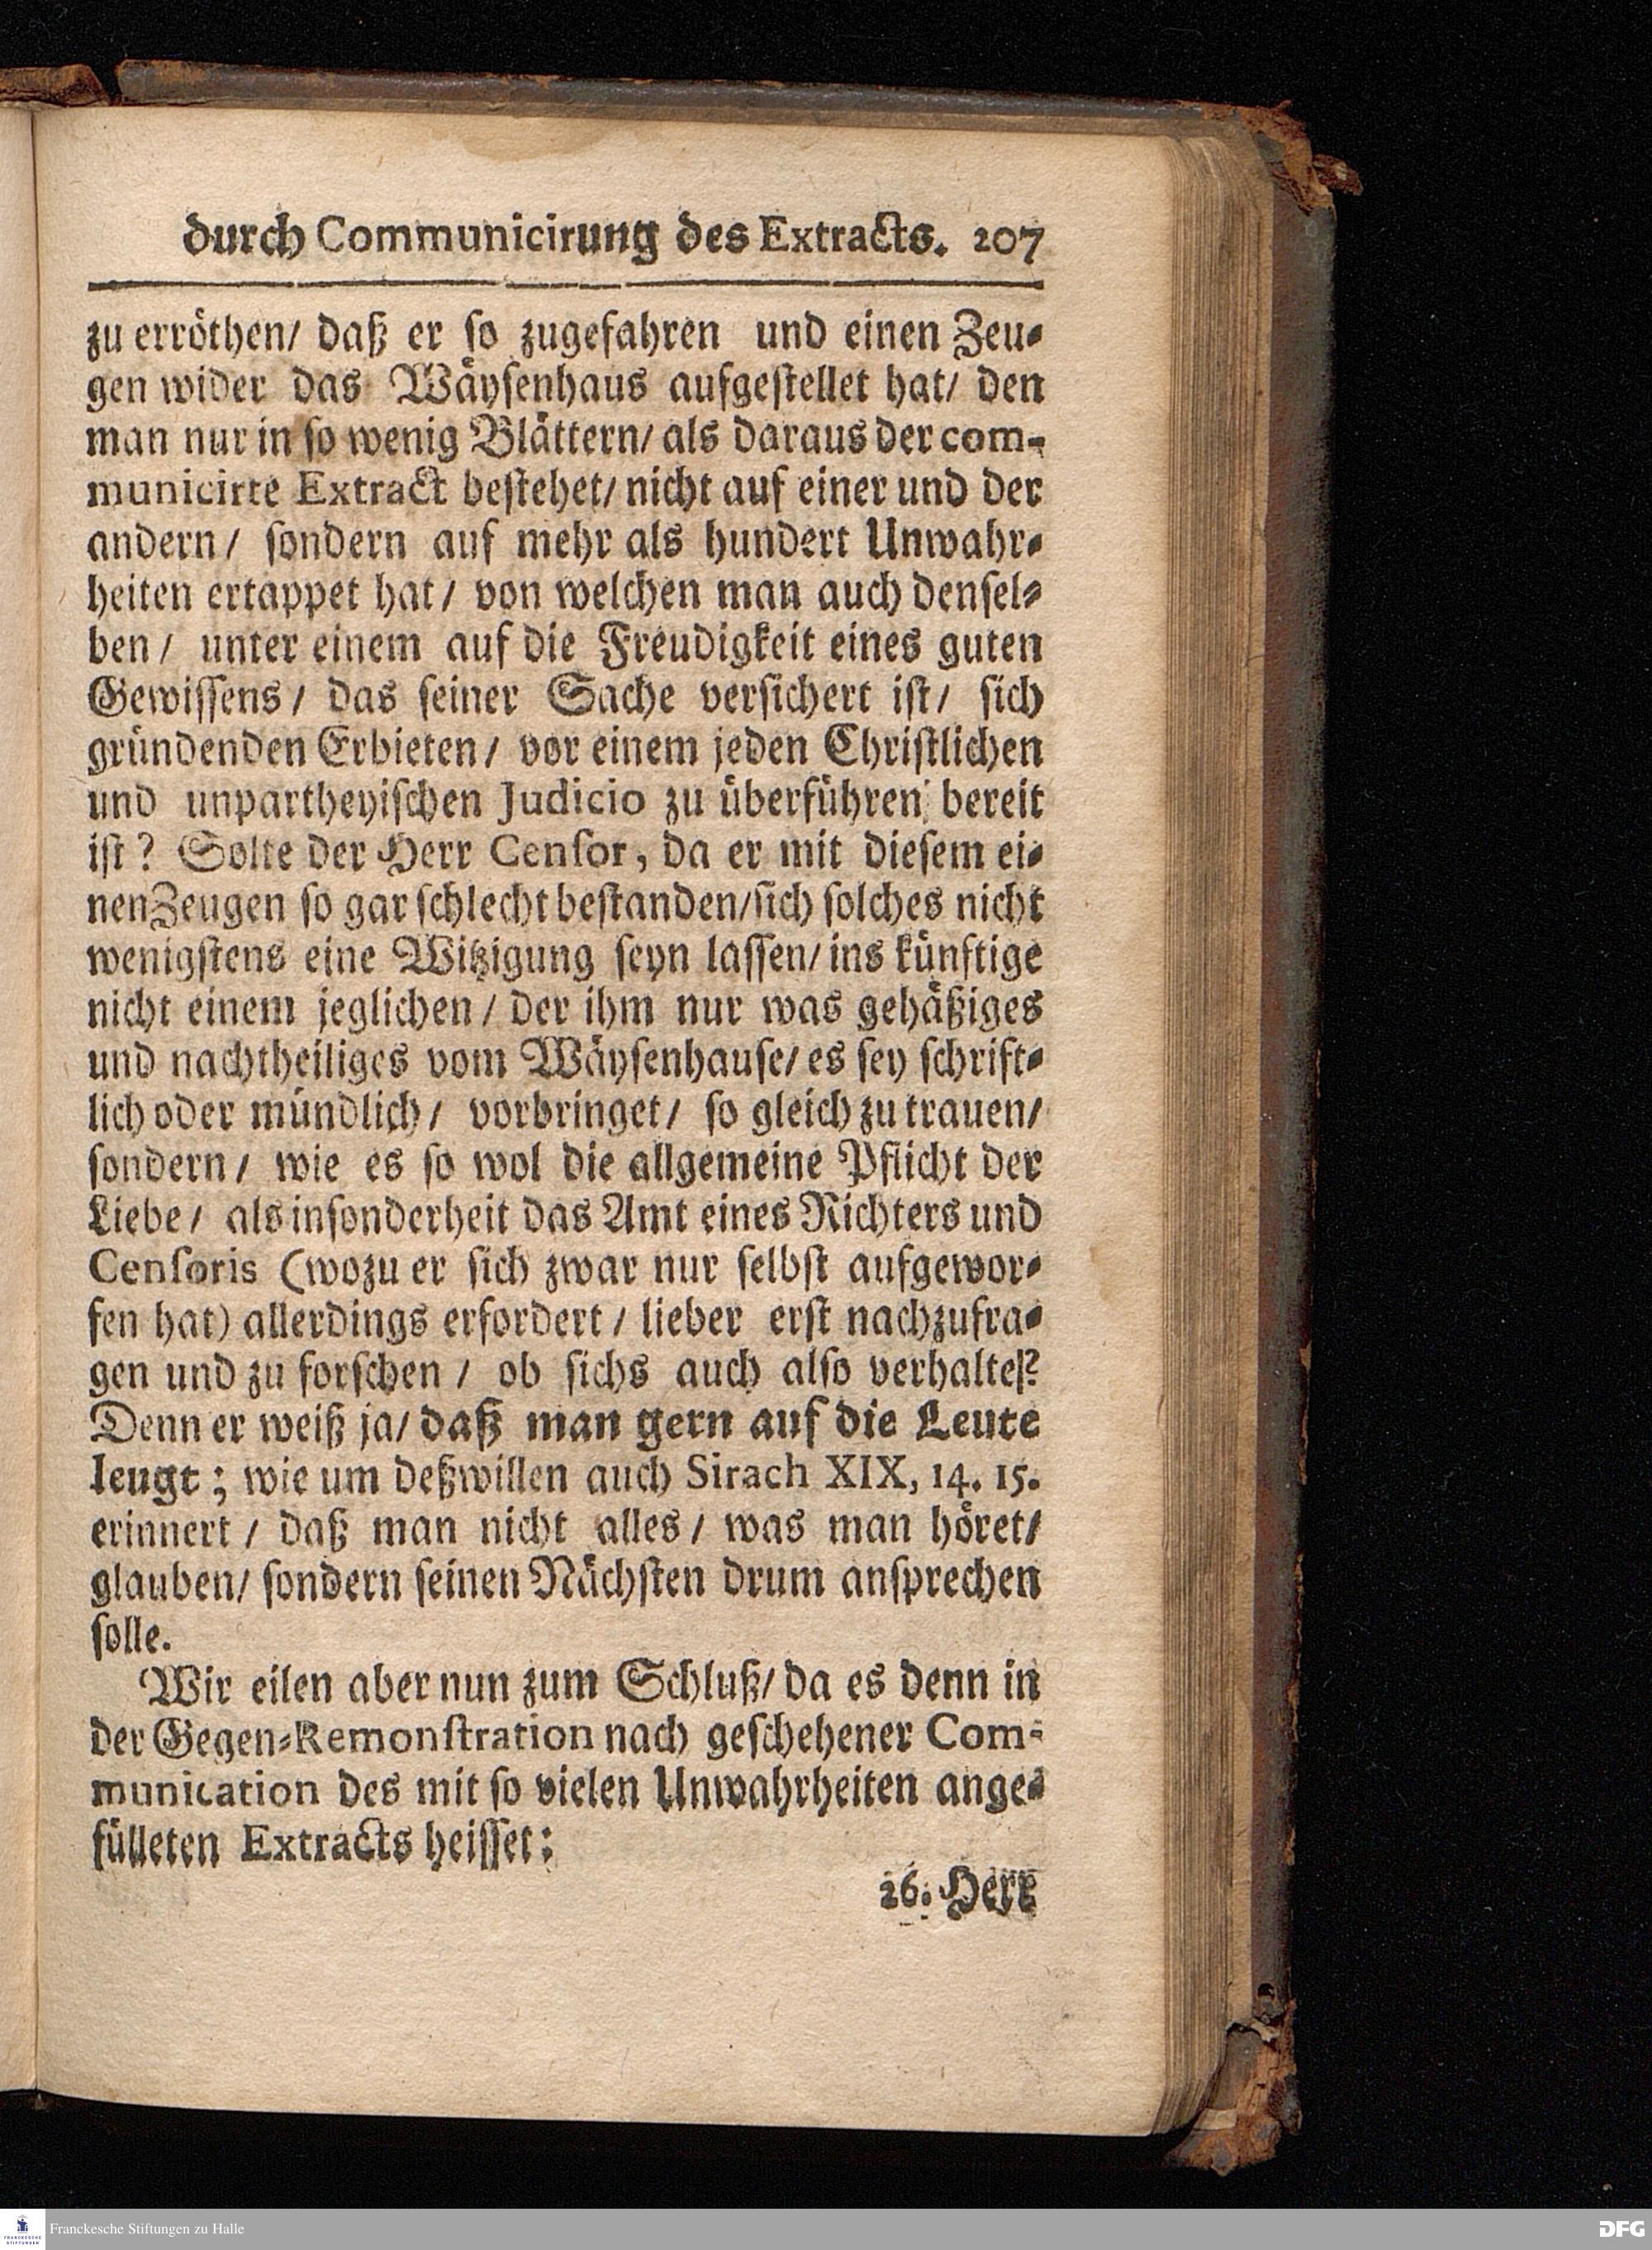 durch Communicirung des Extracts. 207
zu erröthen/ daß er so zugefahren und einen Zeu-
gen wider das Wäysenhaus aufgestellet hat/ den
man nur in so wenig Blättern/ als daraus der com-
municirte Extract bestehet/ nicht auf einer und der
andern/ sondern auf mehr als hundert Unwahr-
heiten ertappet hat/ von welchen man auch densel-
ben/ unter einem auf die Freudigkeit eines guten
Gewissens/ das seiner Sache versichert ist/ sich
gründenden Erbieten/ vor einem jeden Christlichen
und unpartheyischen Judicio zu überführen bereit
ist? Solte der Herr Censor, da er mit diesem ei-
nen Zeugen so gar schlecht bestanden/ sich solches nicht
wenigstens eine Witzigung seyn lassen/ ins künftige
nicht einem jeglichen/ der ihm nur was gehäßiges
und nachtheiliges vom Wäysenhause/ es sey schrift-
lich oder mündlich/ vorbringet/ so gleich zu trauen/
sondern/ wie es so wol die allgemeine Pflicht der
Liebe/ als insonderheit das Amt eines Richters und
Censoris (wozu er sich zwar nur selbst aufgewor-
fen hat) allerdings erfordert/ lieber erst nachzufra-
gen und zu forschen/ ob sichs auch also verhalte?
Denn er weiß ja/ daß man gern auf die Leute
leugt; wie um deßwillen auch Sirach XIX, 14. 15.
erinnert/ daß man nicht alles/ was man höret/
glauben/ sondern seinen Nächsten drum ansprechen
solle.
Wir eilen aber nun zum Schluß/ da es denn in
der Gegen-Remonstration nach geschehener Com-
munication des mit so vielen Unwahrheiten ange-
fülleten Extracts heisset:
26. Herr
Franckesche Stiftungen zu Halle
FRANCKESCHE
STIFTUNGEN
DFG